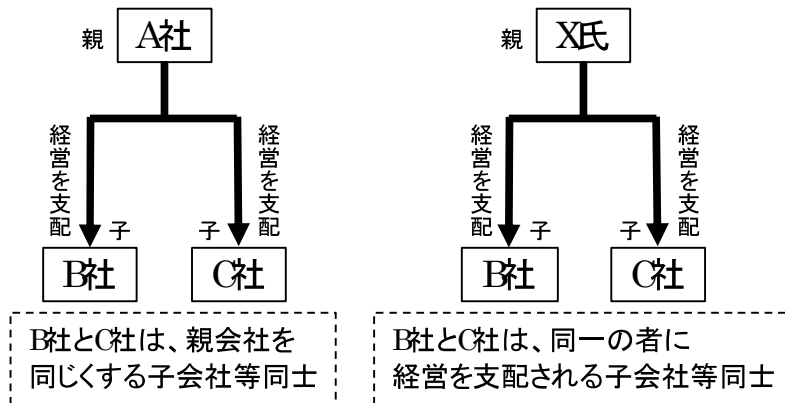 親
A社
経営を支配
経営を支配
子
子
B社
C社
B社とC社は、親会社を
同じくする子会社等同士
親
X氏
経営を支配
経営を支配
子
子
B社
C社
B社とC社は、同一の者に
経営を支配される子会社等同士